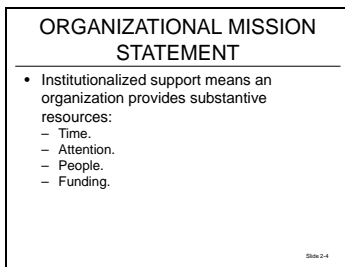 ORGANIZATIONAL MISSION
STATEMENT
• Institutionalized support means an
organization provides substantive
resources:
– Time.
– Attention.
– People.
– Funding.
Slide 2-4